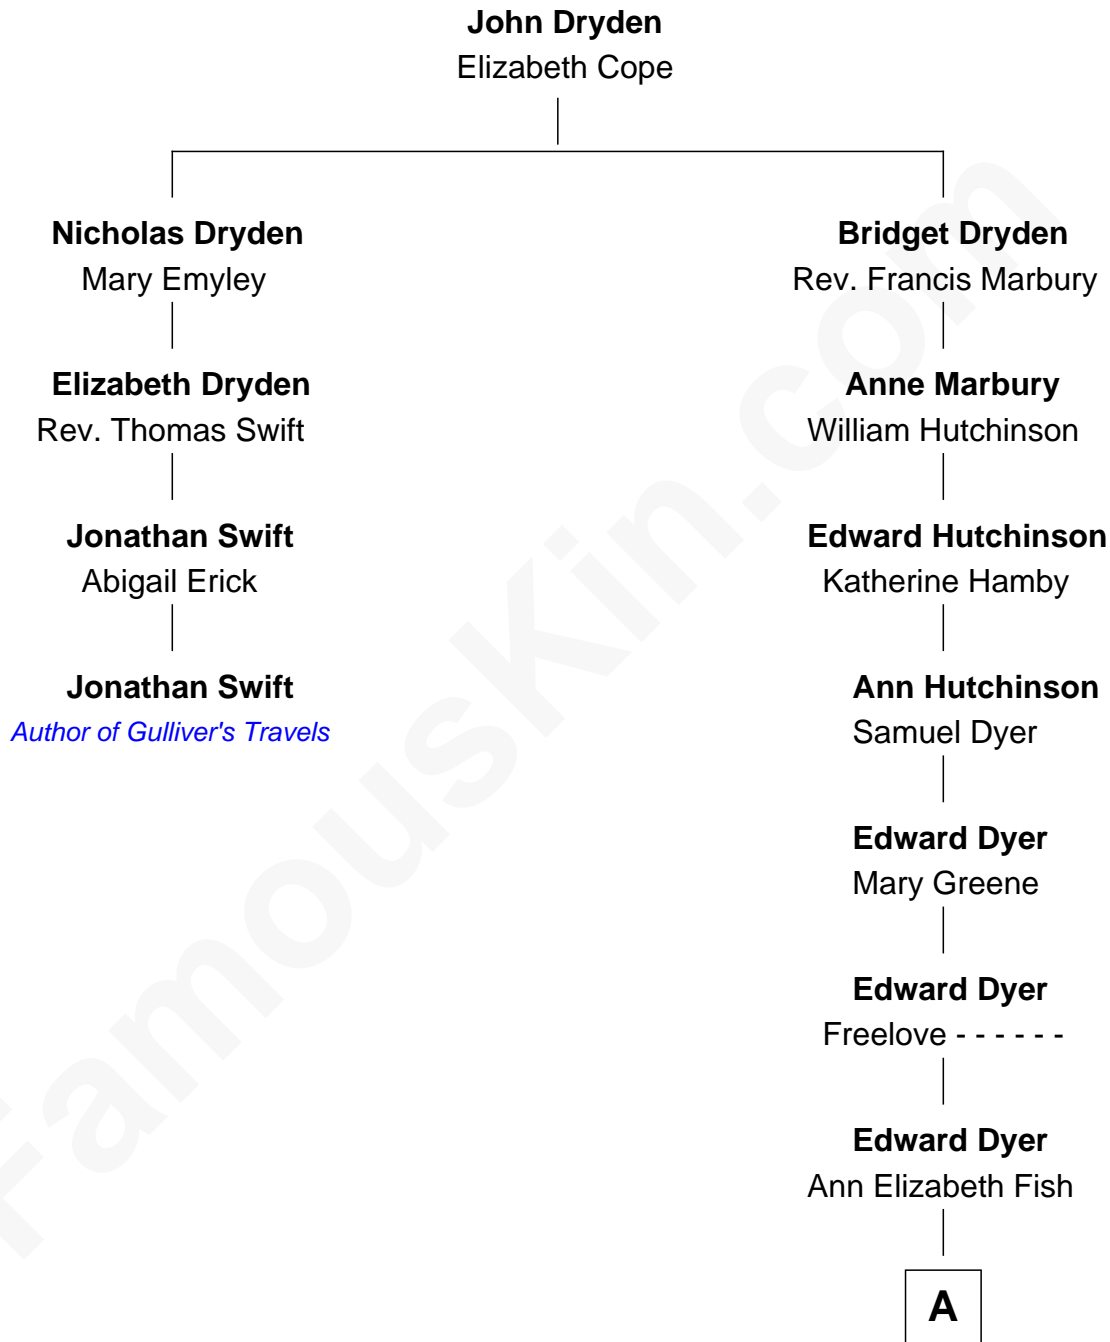 John Dryden
Elizabeth Cope
Nicholas Dryden
Mary Emyley
Bridget Dryden
Rev. Francis Marbury
Elizabeth Dryden
Rev. Thomas Swift
Anne Marbury
William Hutchinson
Jonathan Swift
Abigail Erick
Edward Hutchinson
Katherine Hamby
Jonathan Swift
Author of Gulliver's Travels
Ann Hutchinson
Samuel Dyer
Edward Dyer
Mary Greene
Edward Dyer
Freelove - - - - - -
Edward Dyer
Ann Elizabeth Fish
A
FamousKin.com